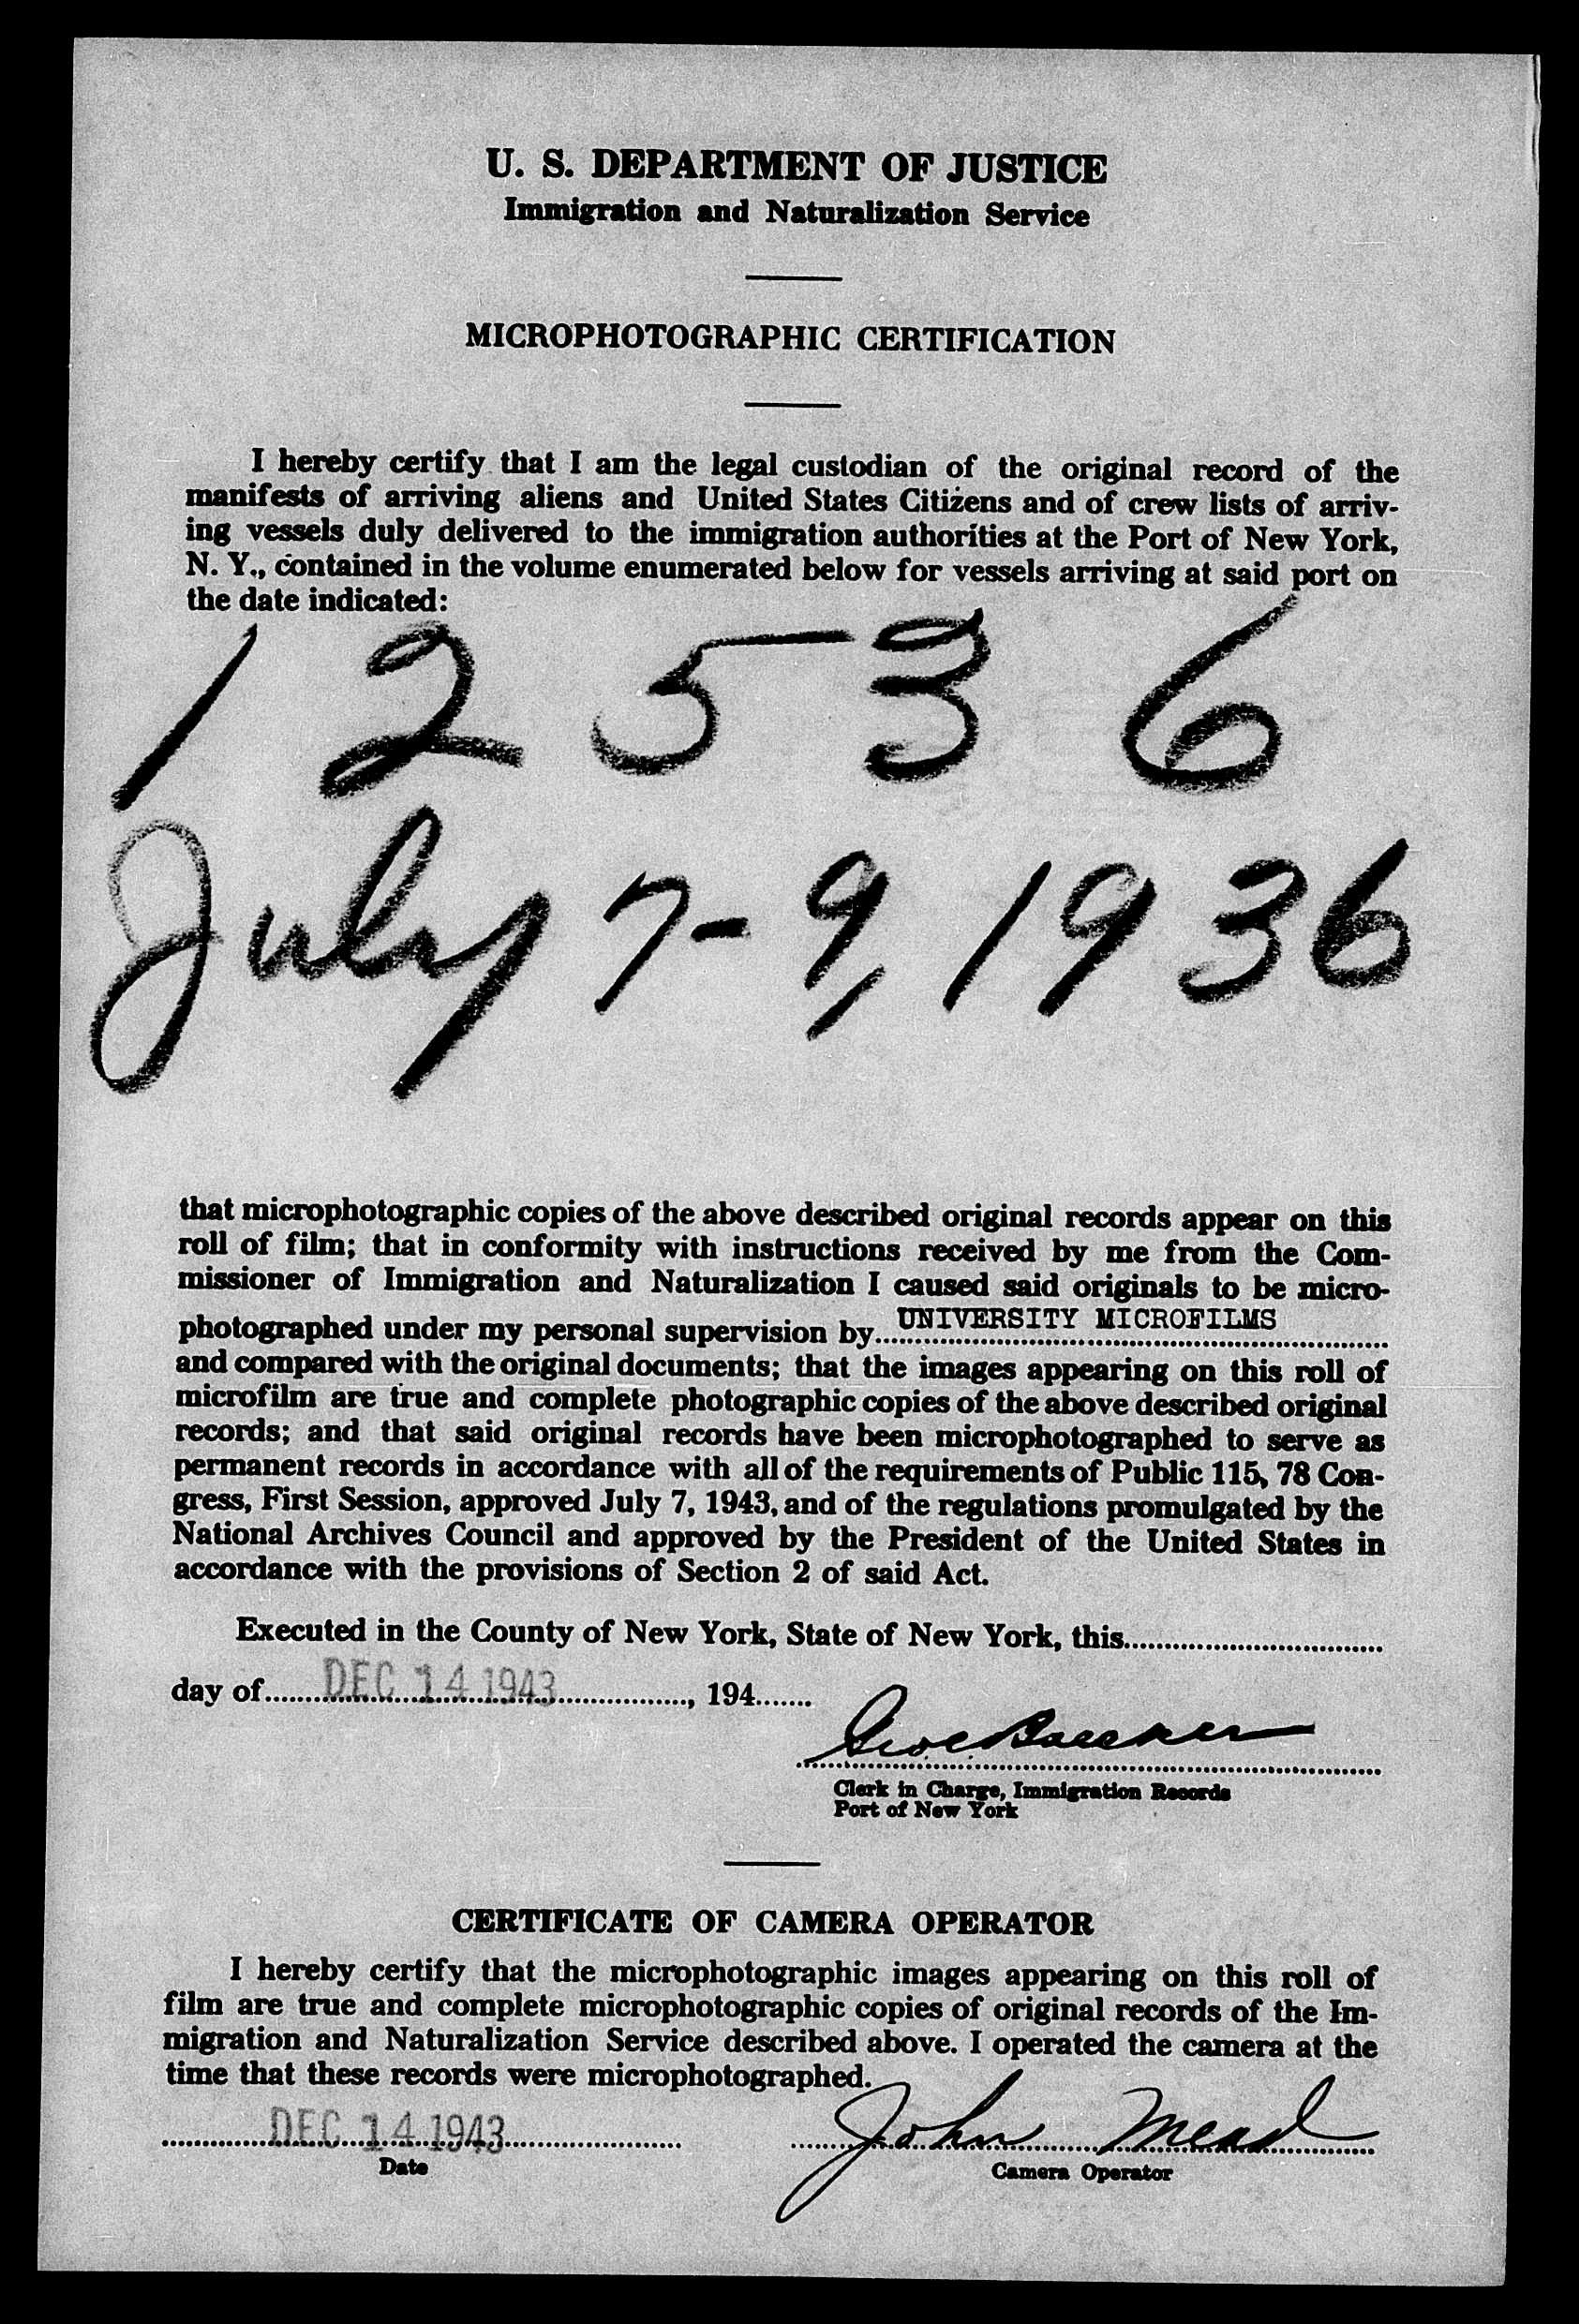 U. S. DEPARTMENT OF JUSTICE
Immigration and Naturalization Service
MICROPHOTOGRAPHIC CERTIFICATION
I hereby certify that I am the legal custodian of the original record of the
manifests of arriving aliens and United States Citizens and of crew lists of arriv-
ing vessels duly delivered to the immigration authorities at the Port of New York,
N. Y., contained in the volume enumerated below for vessels arriving at said port on
the date indicated:
1 2 5 3 6
July 7-9, 1936
that microphotographic copies of the above described original records appear on this
roll of film; that in conformity with instructions received by me from the Com-
missioner of Immigration and Naturalization I caused said originals to be micro-
photographed under my personal supervision by UNIVERSITY MICROFILMS
and compared with the original documents; that the images appearing on this roll of
microfilm are true and complete photographic copies of the above described original
records; and that said original records have been microphotographed to serve as
permanent records in accordance with all of the requirements of Public 115, 78 Con-
gress, First Session, approved July 7, 1943, and of the regulations promulgated by the
National Archives Council and approved by the President of the United States in
accordance with the provisions of Section 2 of said Act.
Executed in the County of New York, State of New York, this
day of DEC 14 1943, 194
Clerk in Charge, Immigration Records
Port of New York
CERTIFICATE OF CAMERA OPERATOR
I hereby certify that the microphotographic images appearing on this roll of
film are true and complete microphotographic copies of original records of the Im-
migration and Naturalization Service described above. I operated the camera at the
time that these records were microphotographed.
DEC 14 1943 John Mead
Date Camera Operator